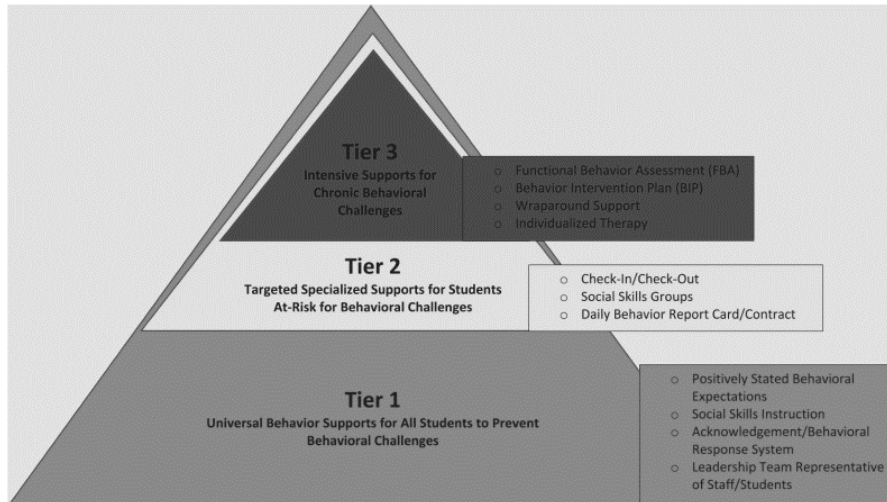 Tier 3
Intensive Supports for
Chronic Behavioral
Challenges
○ Functional Behavior Assessment (FBA)
○ Behavior Intervention Plan (BIP)
○ Wraparound Support
○ Individualized Therapy
Tier 2
Targeted Specialized Supports for Students
At-Risk for Behavioral Challenges
○ Check-In/Check-Out
○ Social Skills Groups
○ Daily Behavior Report Card/Contract
Tier 1
Universal Behavior Supports for All Students to Prevent
Behavioral Challenges
○ Positively Stated Behavioral
Expectations
○ Social Skills Instruction
○ Acknowledgement/Behavioral
Response System
○ Leadership Team Representative
of Staff/Students